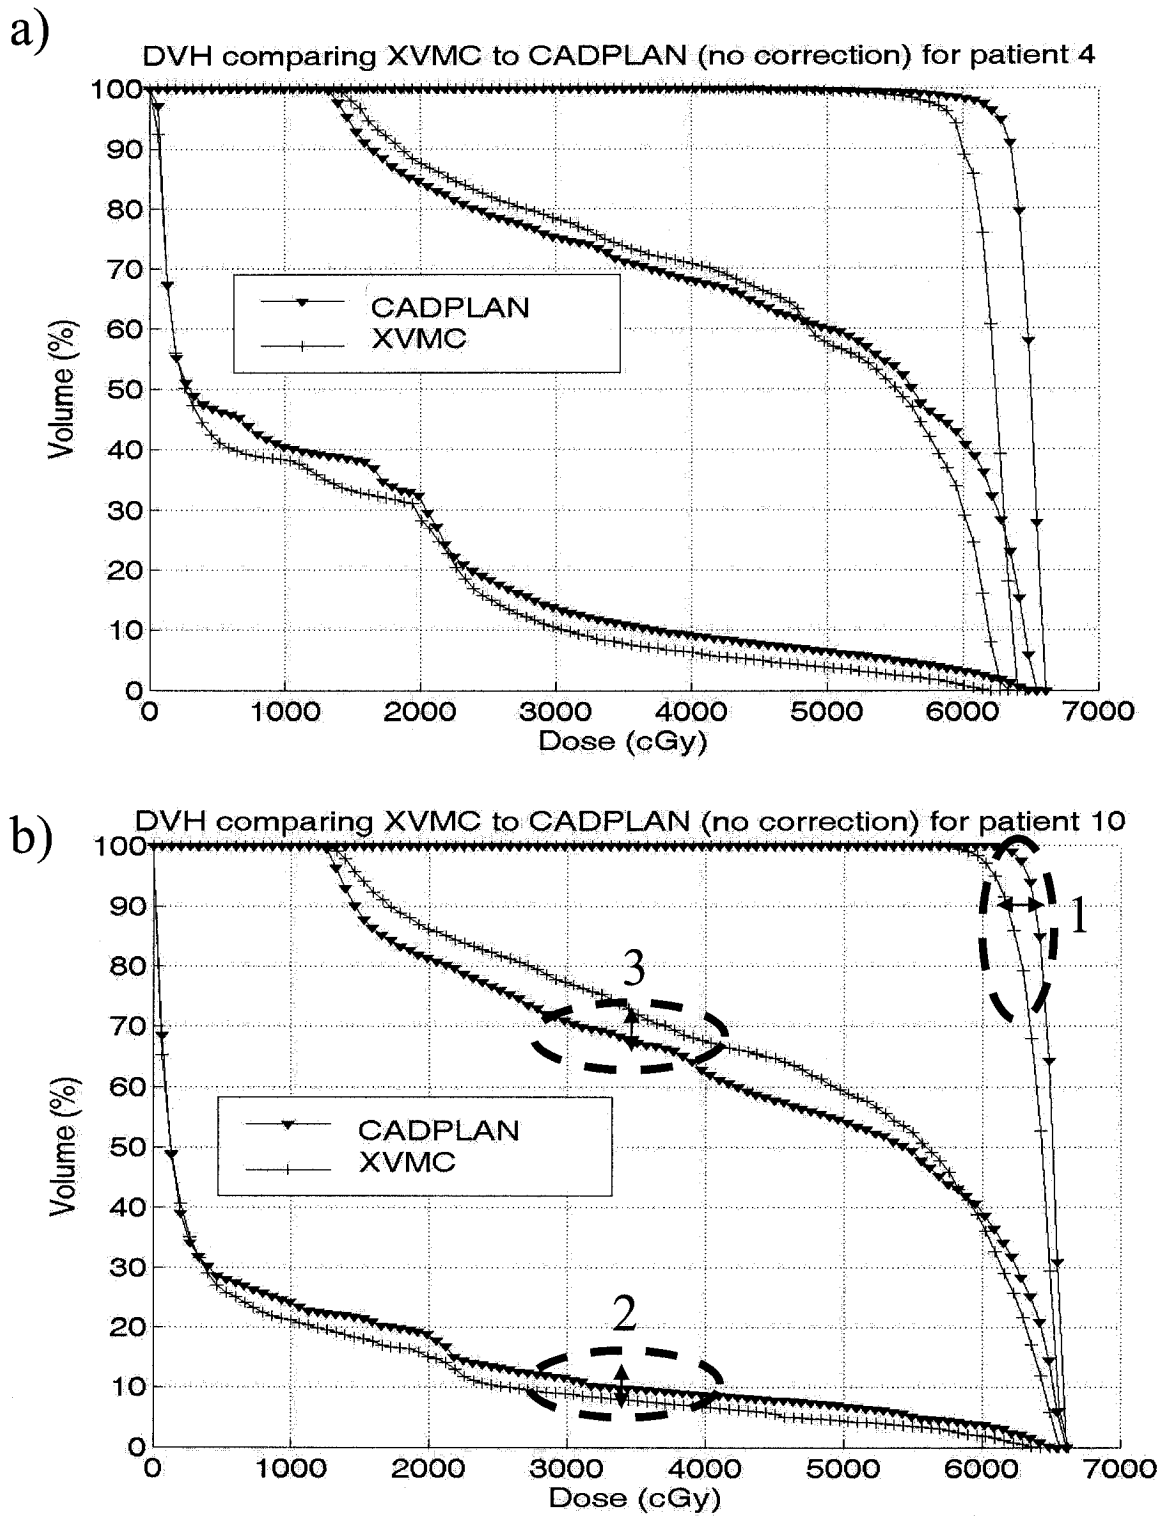 a)
DVH comparing XVMC to CADPLAN (no correction) for patient 4
100
90
80
70
60
50
40
30
20
10
0
Volume (%)
CADPLAN
XVMC
0 1000 2000 3000 4000 5000 6000 7000
Dose (cGy)
b)
DVH comparing XVMC to CADPLAN (no correction) for patient 10
100
90
80
70
60
50
40
30
20
10
0
Volume (%)
1
3
CADPLAN
XVMC
2
0 1000 2000 3000 4000 5000 6000 7000
Dose (cGy)